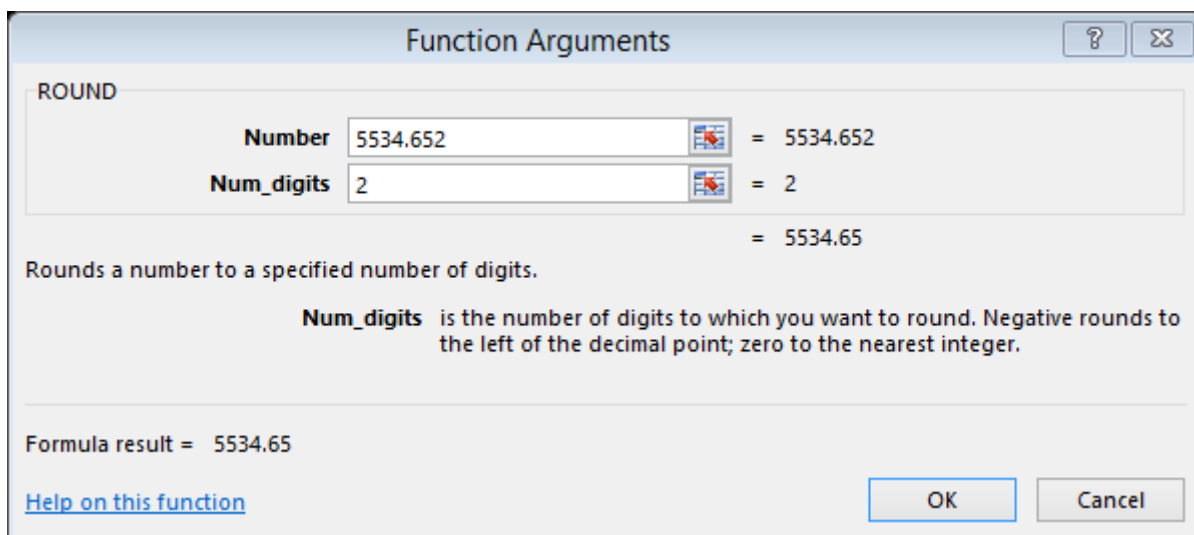 Function Arguments
?
ROUND
Number 5534.652 = 5534.652
Num_digits 2 = 2
= 5534.65
Rounds a number to a specified number of digits.
Num_digits is the number of digits to which you want to round. Negative rounds to
the left of the decimal point; zero to the nearest integer.
Formula result = 5534.65
Help on this function OK Cancel